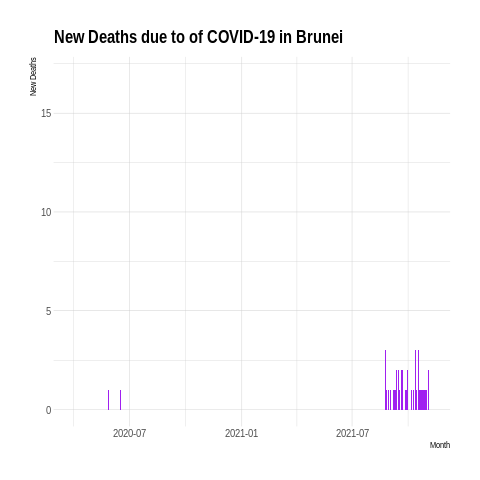 New Deaths due to of COVID-19 in Brunei
New Deaths
15
10
5
0
2020-07
2021-01
2021-07
Month